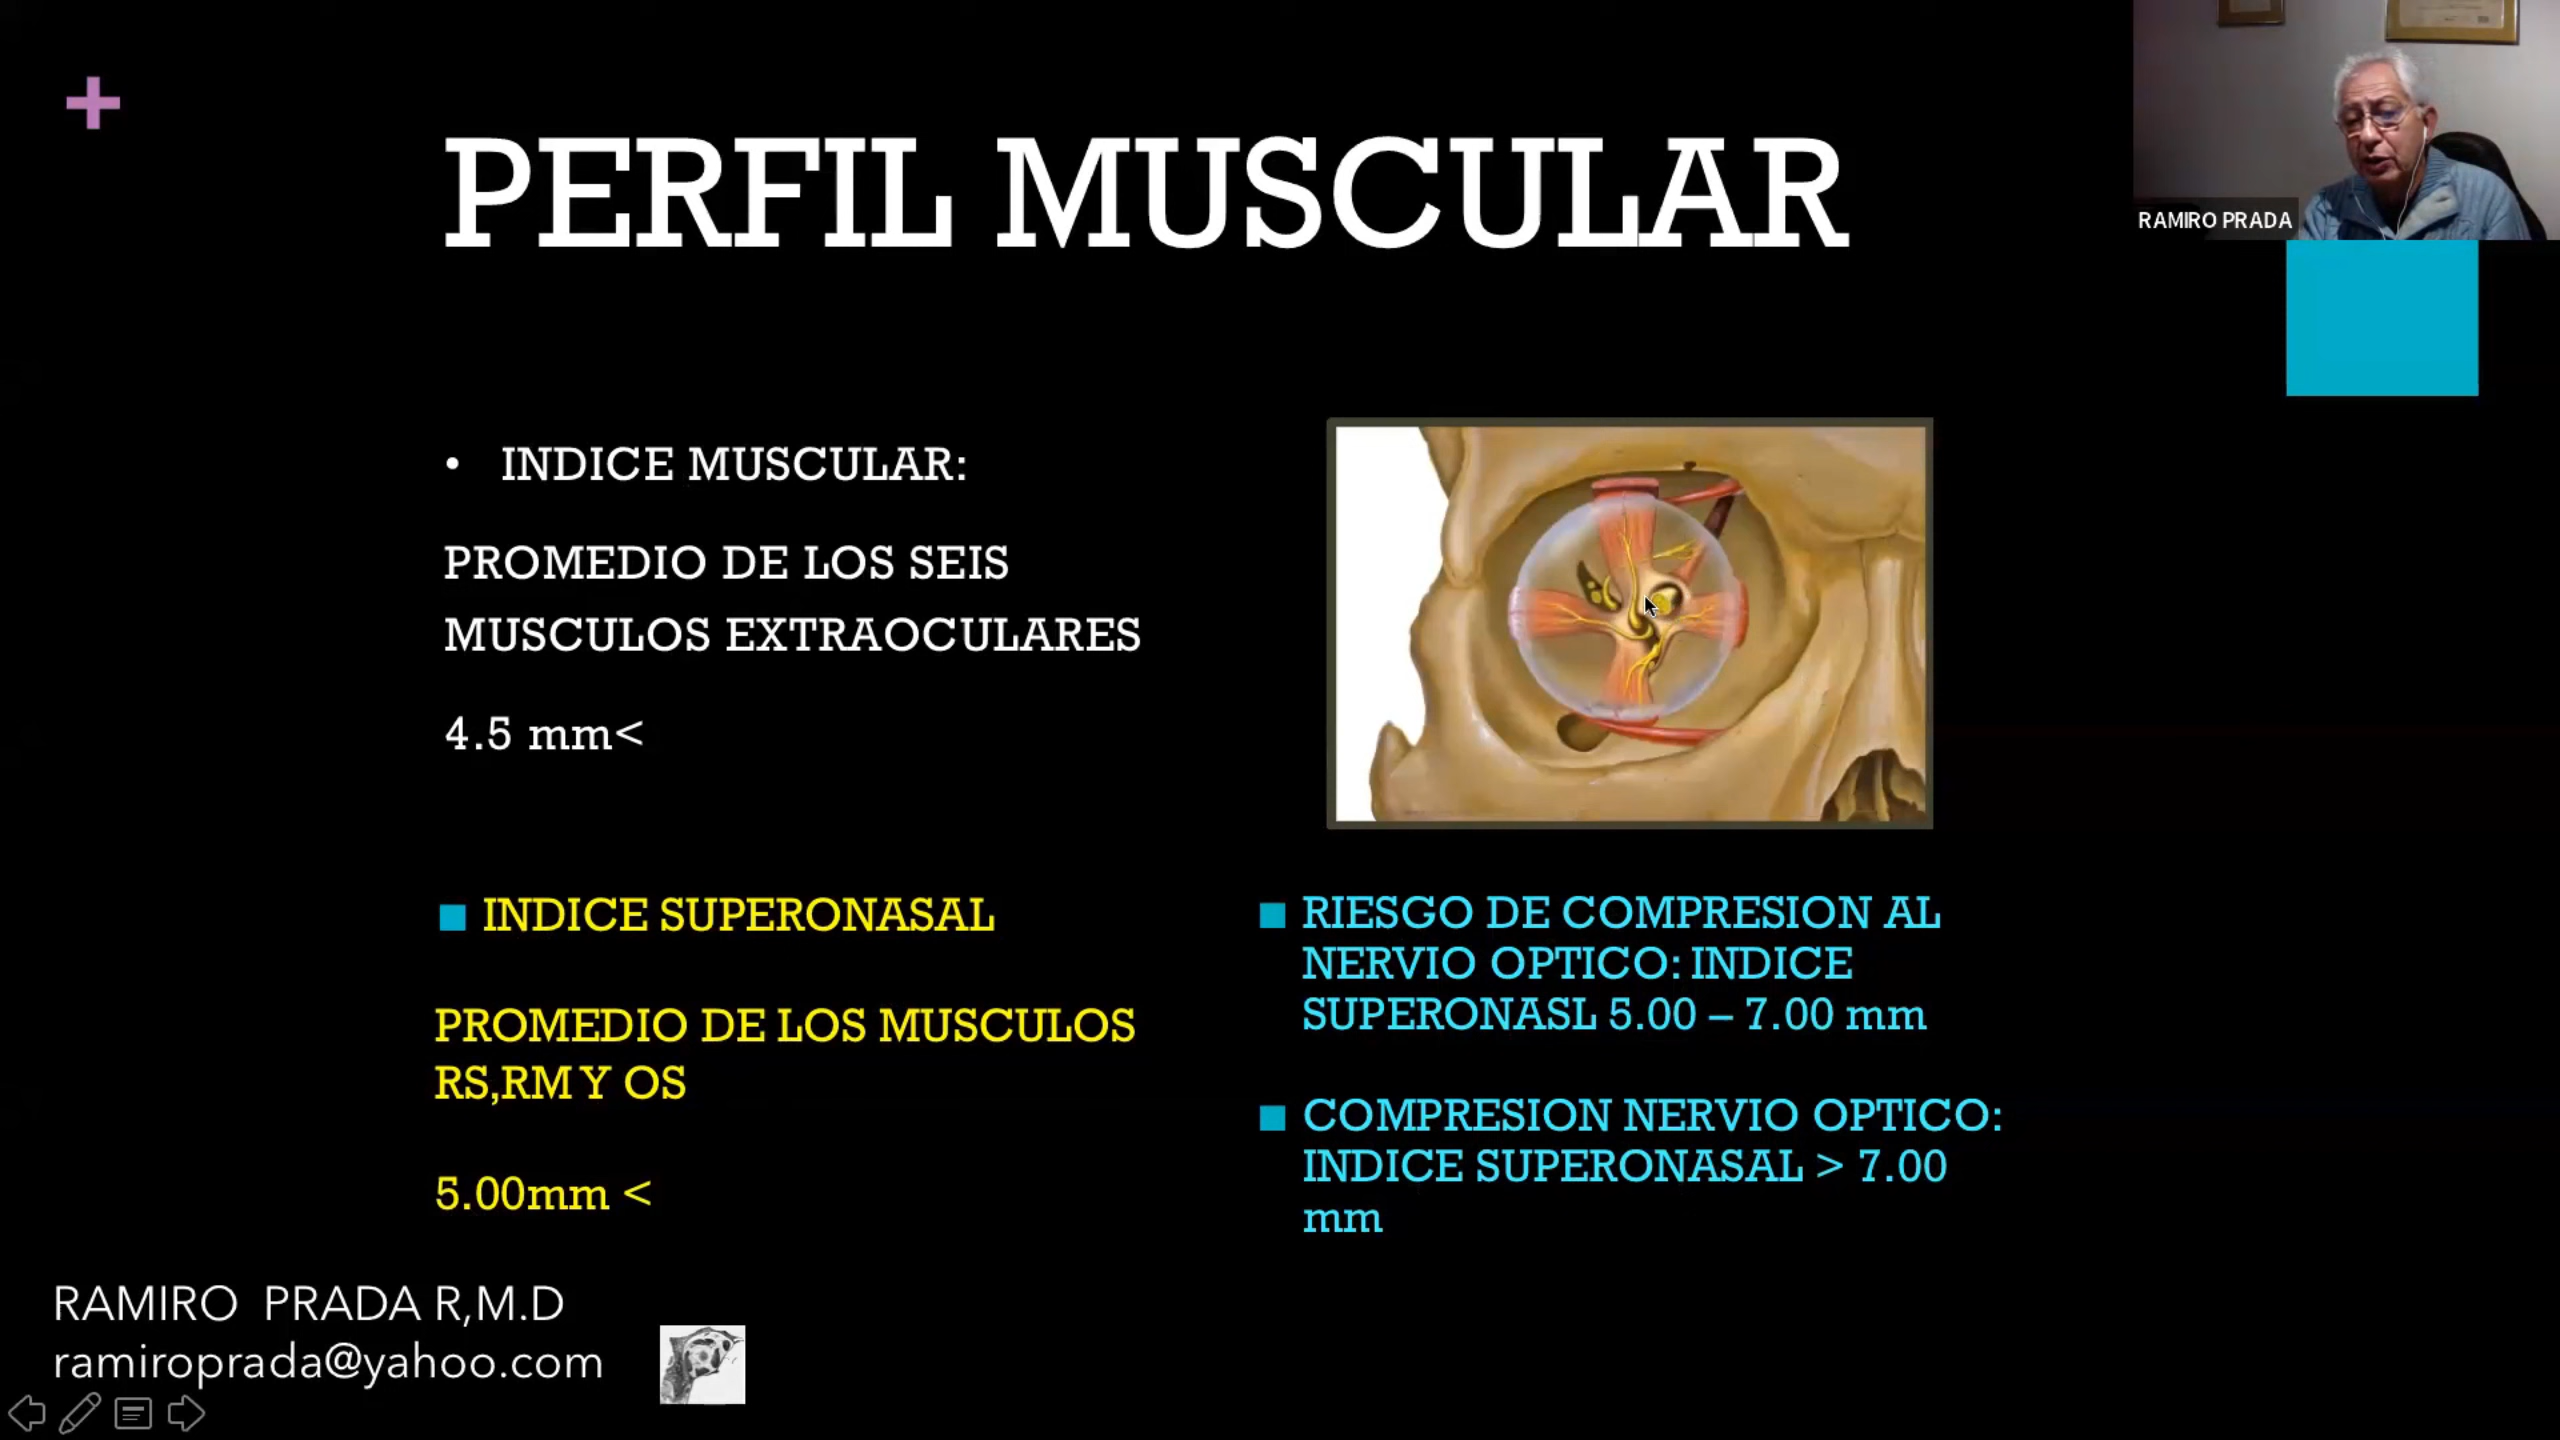 PERFIL MUSCULAR
RAMIRO PRADA
• INDICE MUSCULAR:
PROMEDIO DE LOS SEIS
MUSCULOS EXTRAOCULARES
4.5 mm<
INDICE SUPERONASAL
PROMEDIO DE LOS MUSCULOS
RS,RM Y OS
5.00mm <
RIESGO DE COMPRESION AL
NERVIO OPTICO: INDICE
SUPERONASL 5.00 – 7.00 mm
COMPRESION NERVIO OPTICO:
INDICE SUPERONASAL > 7.00
mm
RAMIRO PRADA R,M.D
ramiroprada@yahoo.com